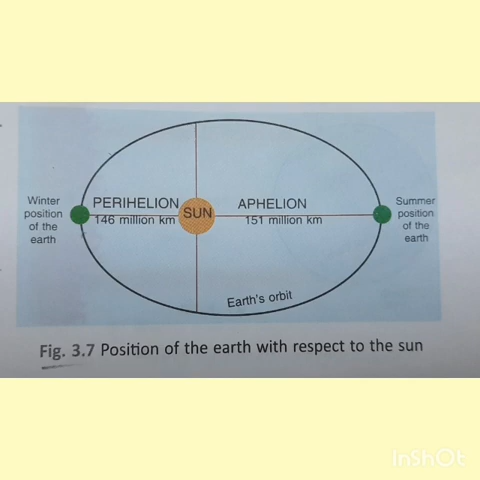 Winter
position
of the
earth
PERIHELION
146 million km
SUN
APHELION
151 million km
Summer
position
of the
earth
Earth's orbit
Fig. 3.7 Position of the earth with respect to the sun
InShOt